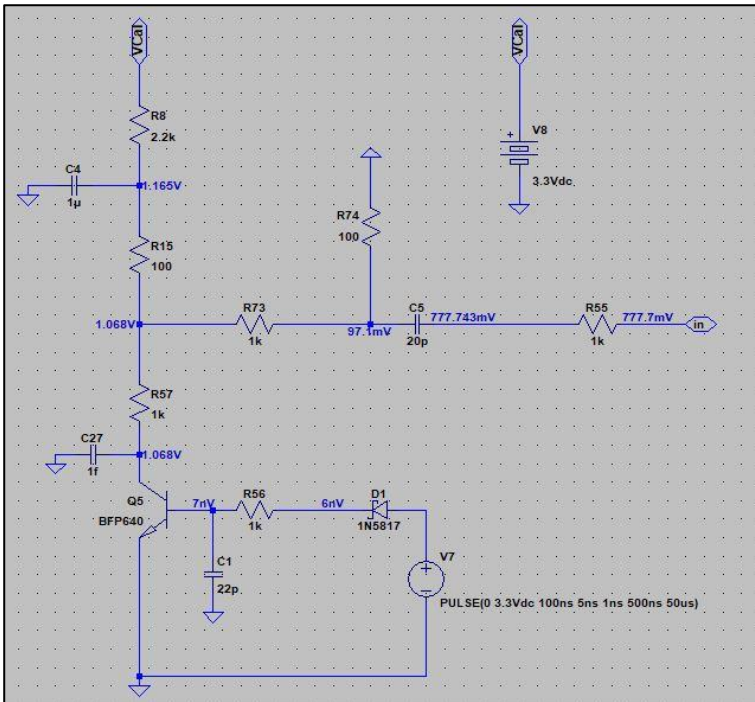 VCal
VCal
R8
2.2k
V8
+
3.3Vdc
C4
1µ
1.165V
R74
100
R15
100
R73
1k
1.068V
97.1mV
C5
20p
777.743mV
R55
1k
777.7mV
in
R57
1k
C27
1f
1.068V
Q5
BFP640
7nV
R56
1k
6nV
D1
1N5817
C1
22p
V7
PULSE(0 3.3Vdc 100ns 5ns 1ns 500ns 50us)